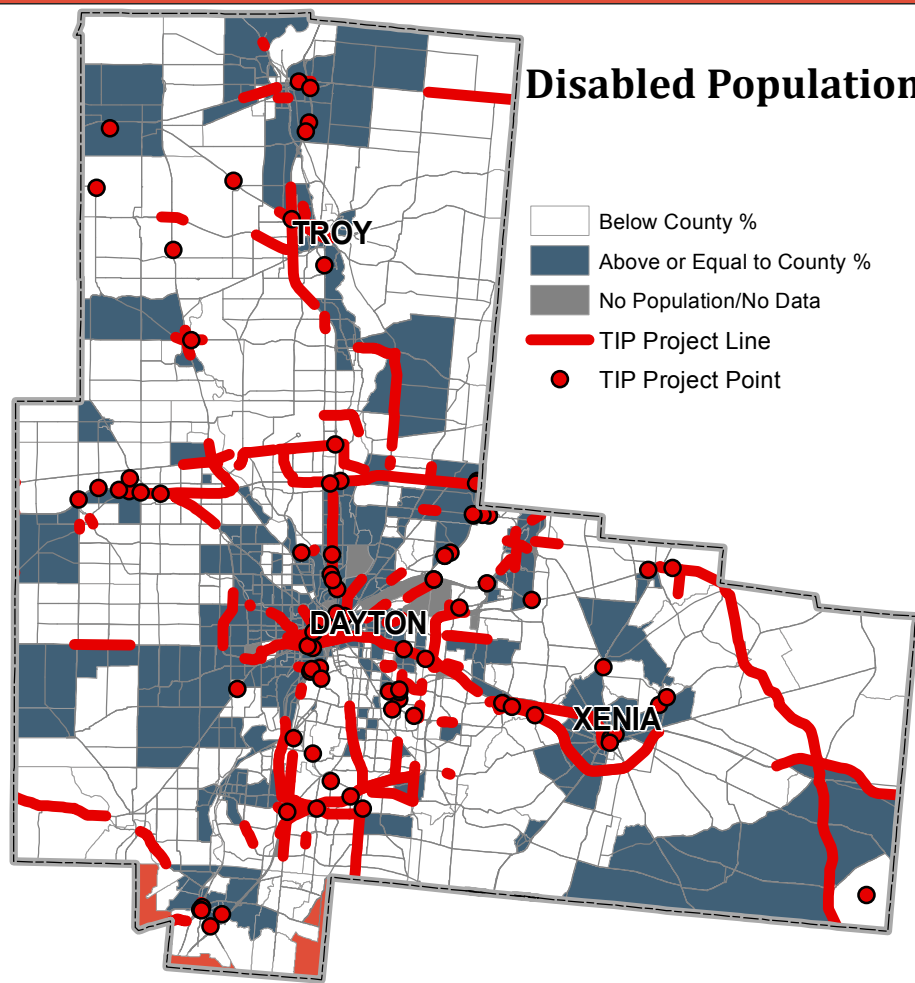 Disabled Population
Below County %
Above or Equal to County %
No Population/No Data
TIP Project Line
TIP Project Point
TROY
DAYTON
XENIA